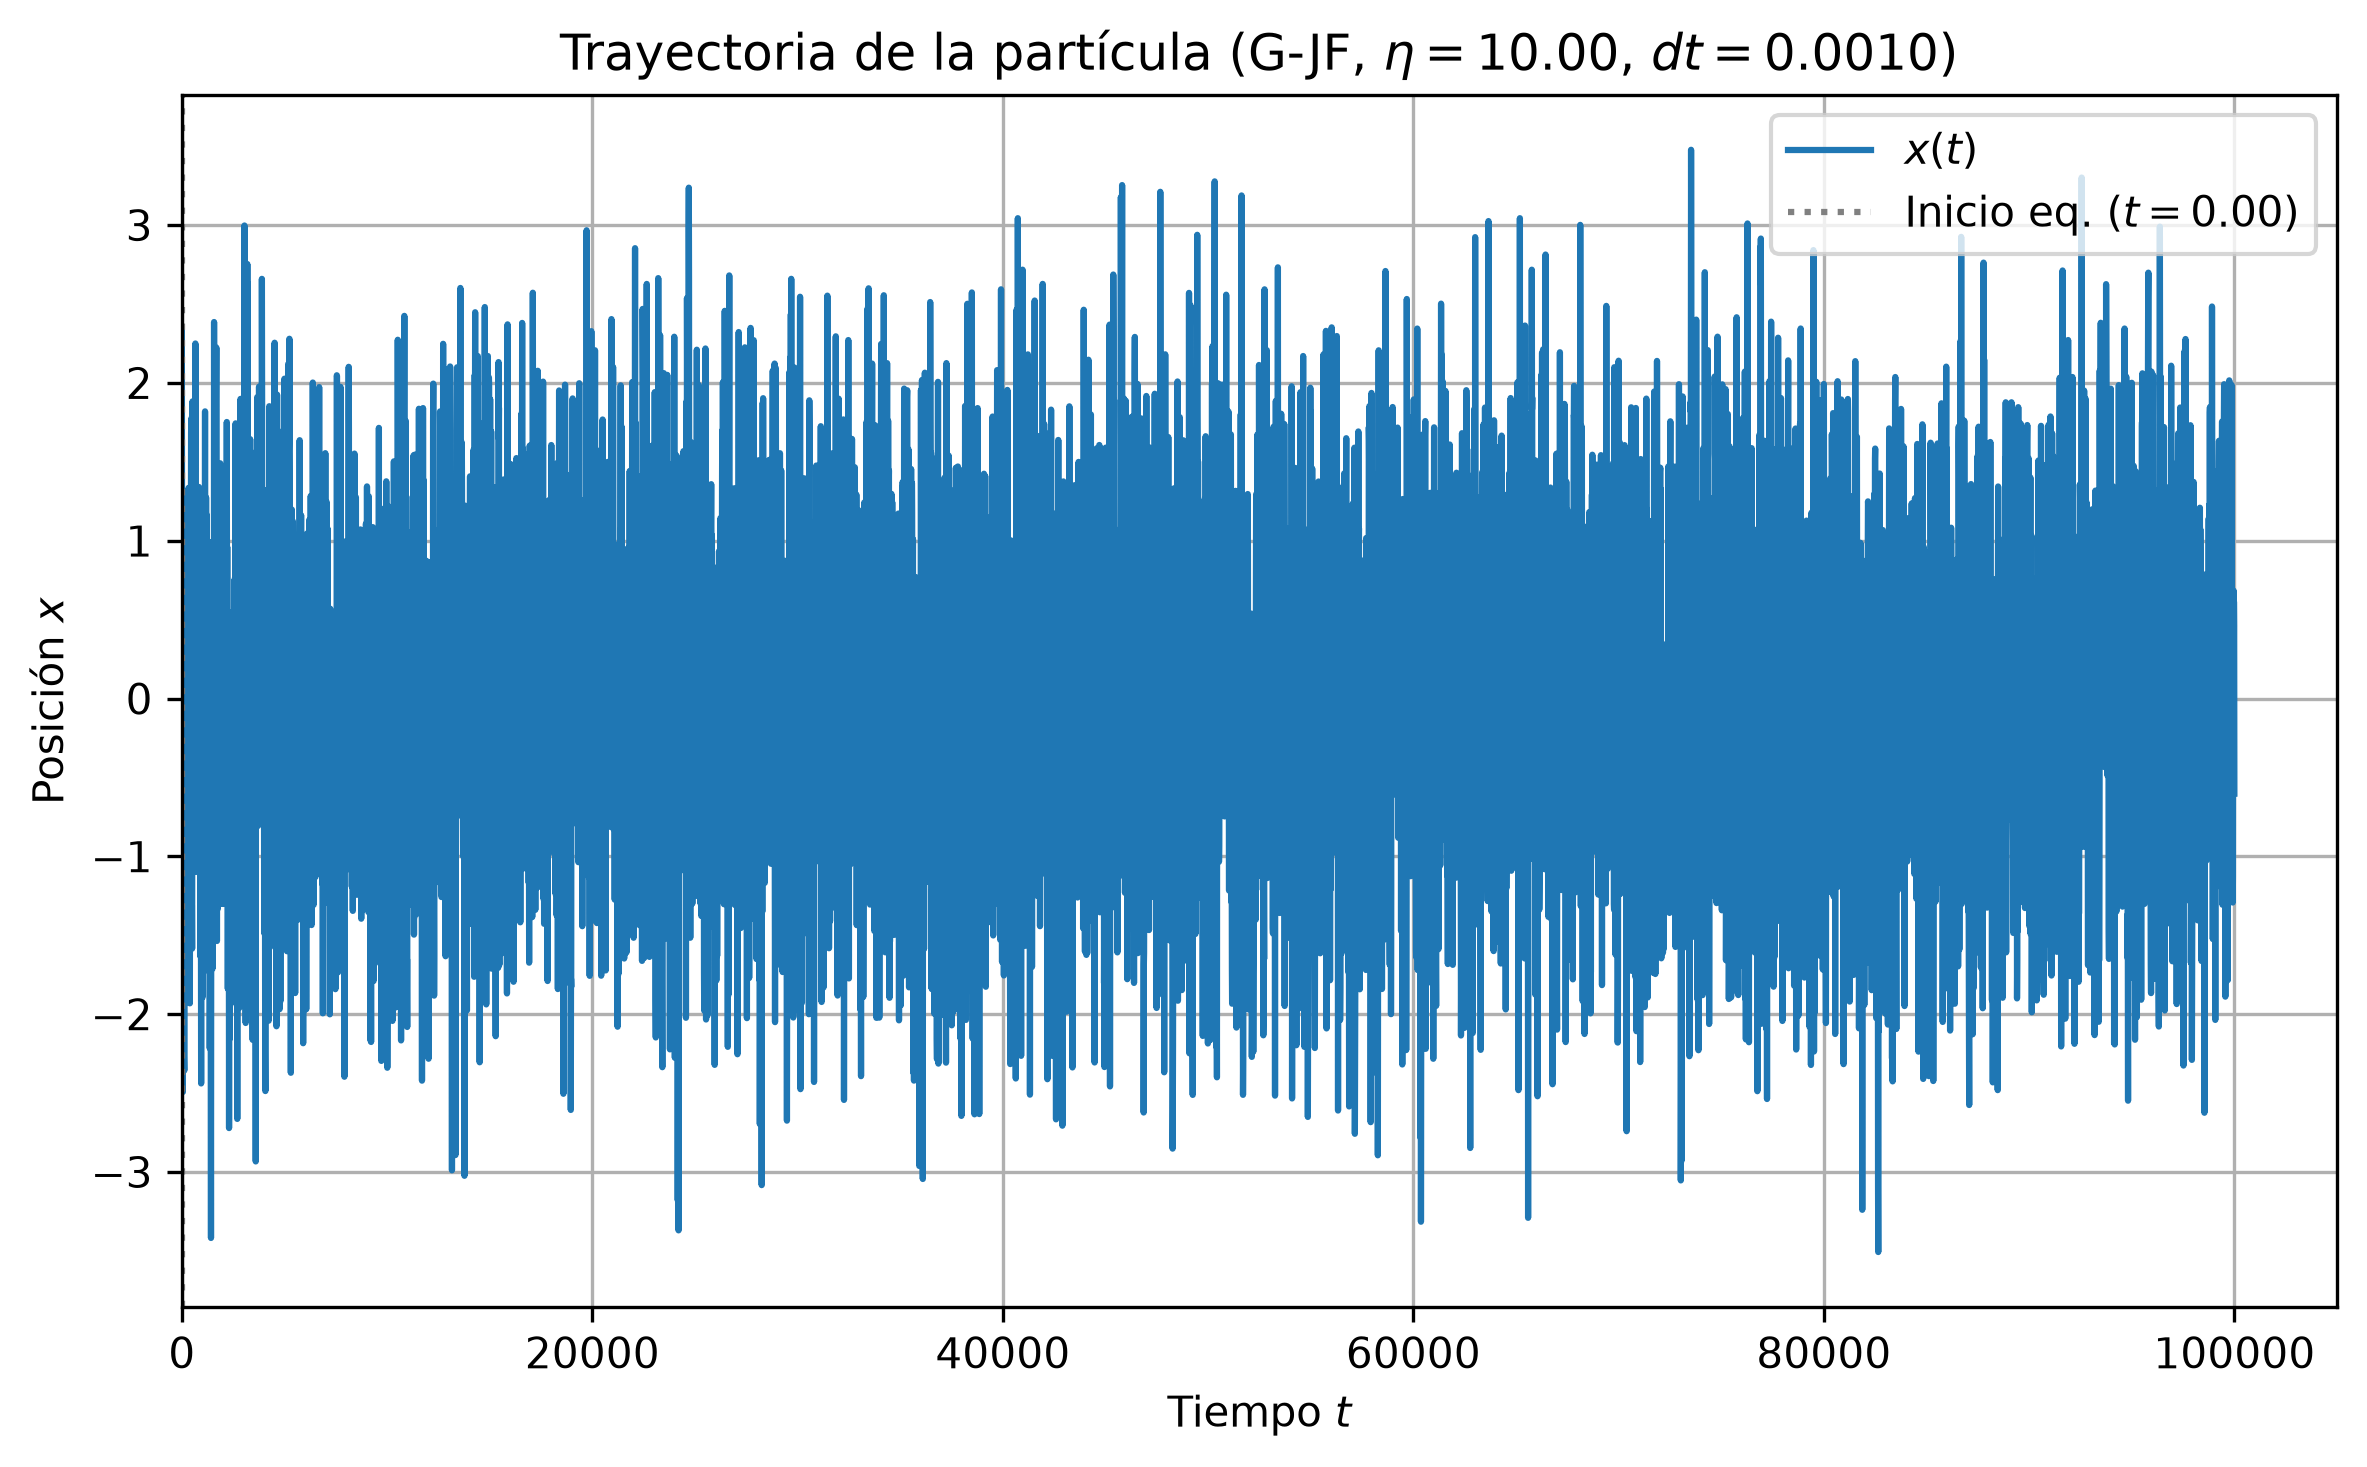 Trayectoria de la partícula (G-JF, η = 10.00, dt = 0.0010)
x(t)
Inicio eq. (t = 0.00)
3
2
1
0
−1
−2
−3
Posición x
0
20000
40000
60000
80000
100000
Tiempo t